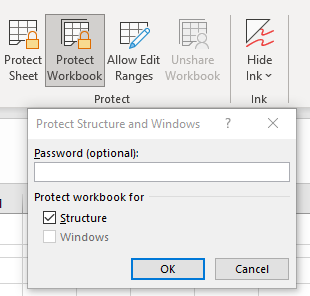 Protect
Sheet
Protect
Workbook
Allow Edit
Ranges
Unshare
Workbook
Hide
Ink
Protect
Ink
Protect Structure and Windows ? ×
Password (optional):
Protect workbook for
Structure
Windows
OK Cancel